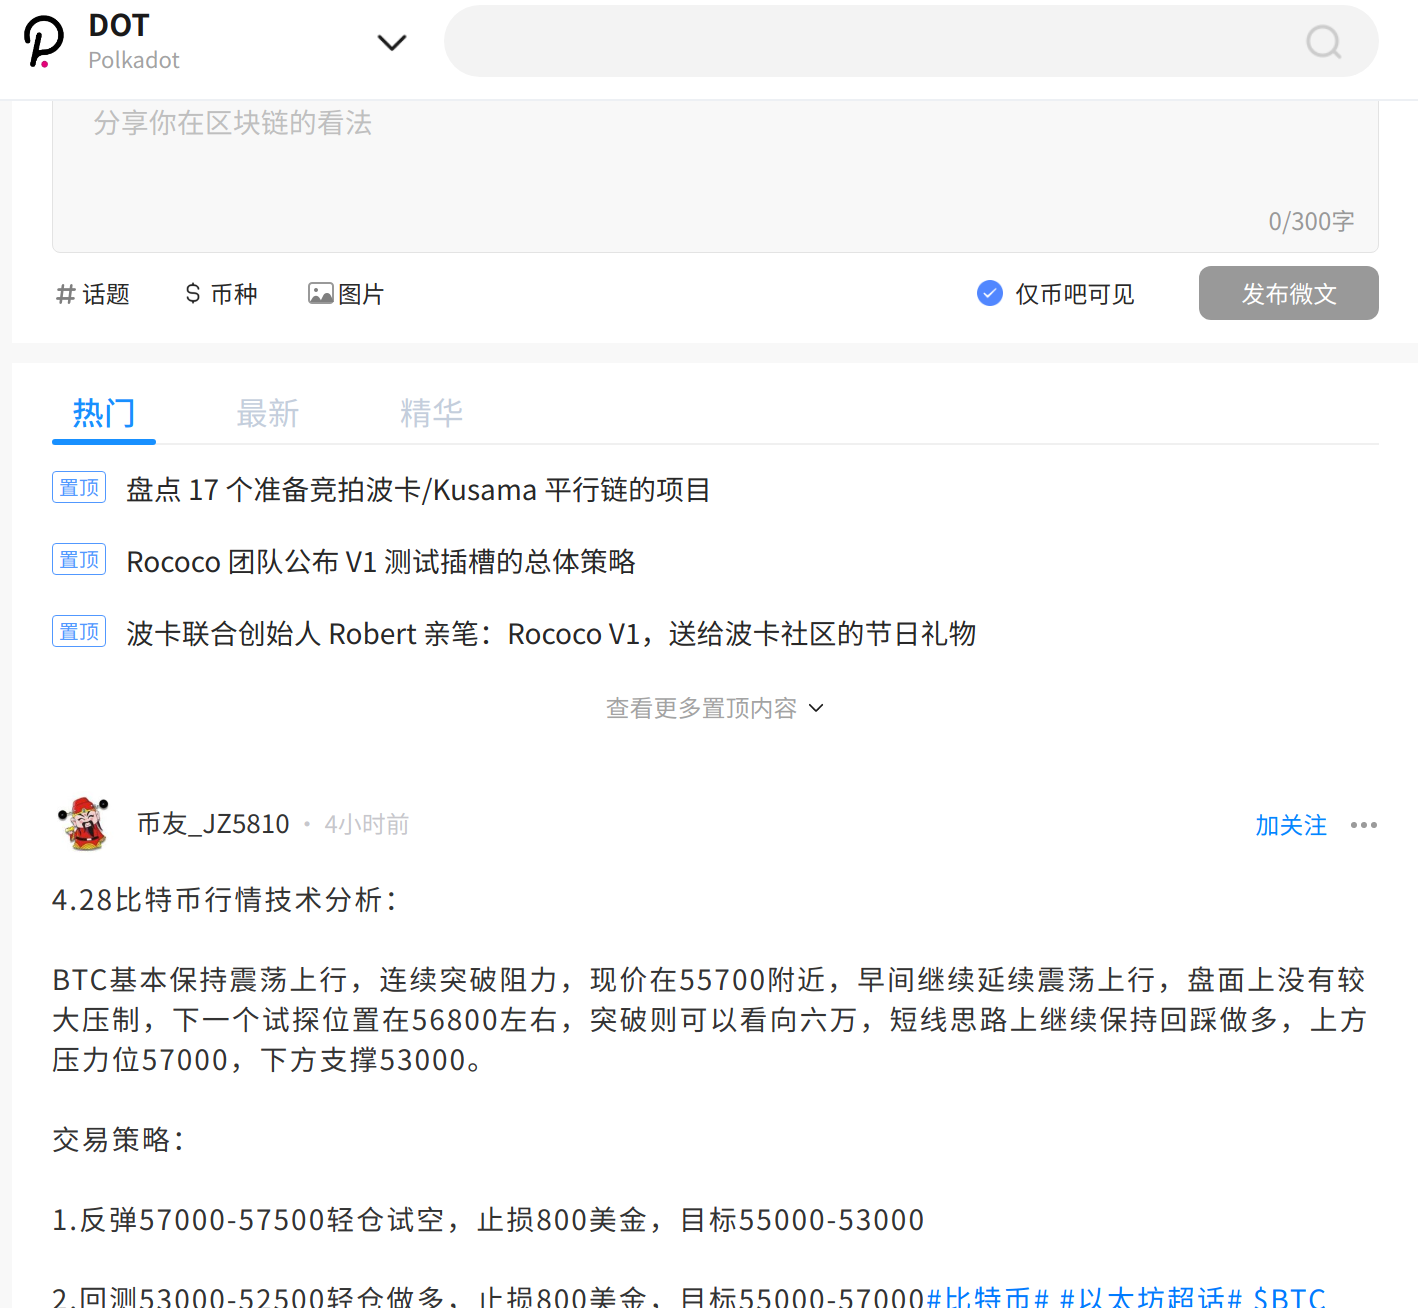 DOT
Polkadot
分享你在区块链的看法
0/300字
话题 $ 币种 图片 仅币吧可见 发布微文
热门 最新 精华
置顶 盘点 17 个准备竞拍波卡/Kusama 平行链的项目
置顶 Rococo 团队公布 V1 测试插槽的总体策略
置顶 波卡联合创始人 Robert 亲笔：Rococo V1，送给波卡社区的节日礼物
查看更多置顶内容
币友_JZ5810 · 4小时前 加关注
4.28比特币行情技术分析：
BTC基本保持震荡上行，连续突破阻力，现价在55700附近，早间继续延续震荡上行，盘面上没有较
大压制，下一个试探位置在56800左右，突破则可以看向六万，短线思路上继续保持回踩做多，上方
压力位57000，下方支撑53000。
交易策略：
1.反弹57000-57500轻仓试空，止损800美金，目标55000-53000
2.回测53000-52500轻仓做多，止损800美金，目标55000-57000#比特币# #以太坊超话# $BTC